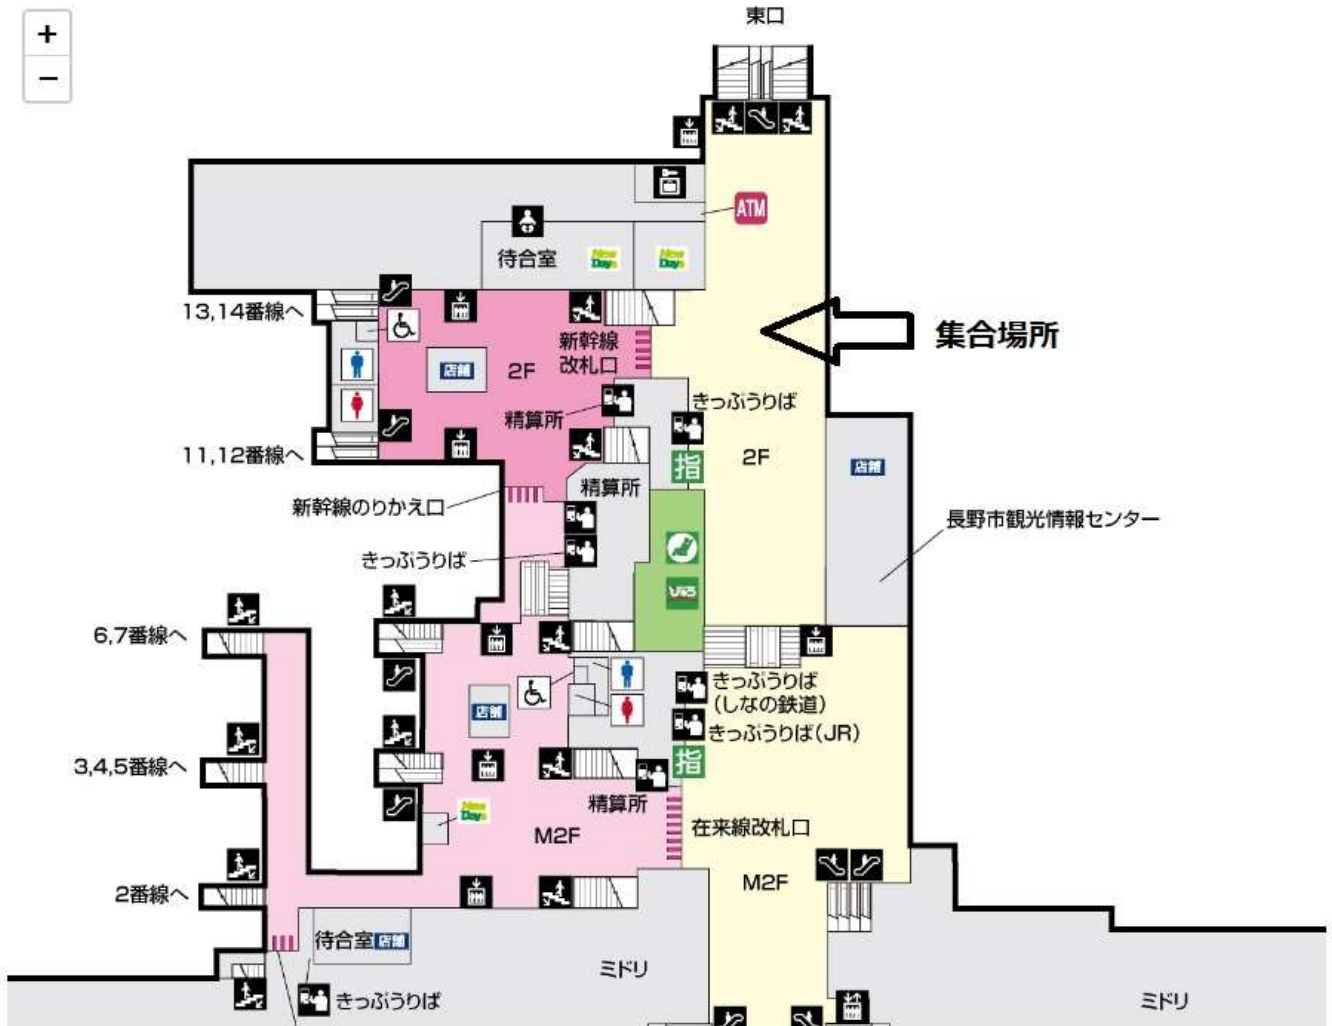 東口
+
−
ATM
待合室
New Days
New Days
13,14番線へ
新幹線
改札口
集合場所
店舗
2F
精算所
きっぷうりば
11,12番線へ
指
2F
店舗
精算所
新幹線のりかえ口
長野市観光情報センター
きっぷうりば
びゅう
6,7番線へ
きっぷうりば
(しなの鉄道)
店舗
きっぷうりば(JR)
3,4,5番線へ
指
精算所
New Days
M2F
在来線改札口
M2F
2番線へ
待合室 店舗
ミドリ
きっぷうりば
ミドリ